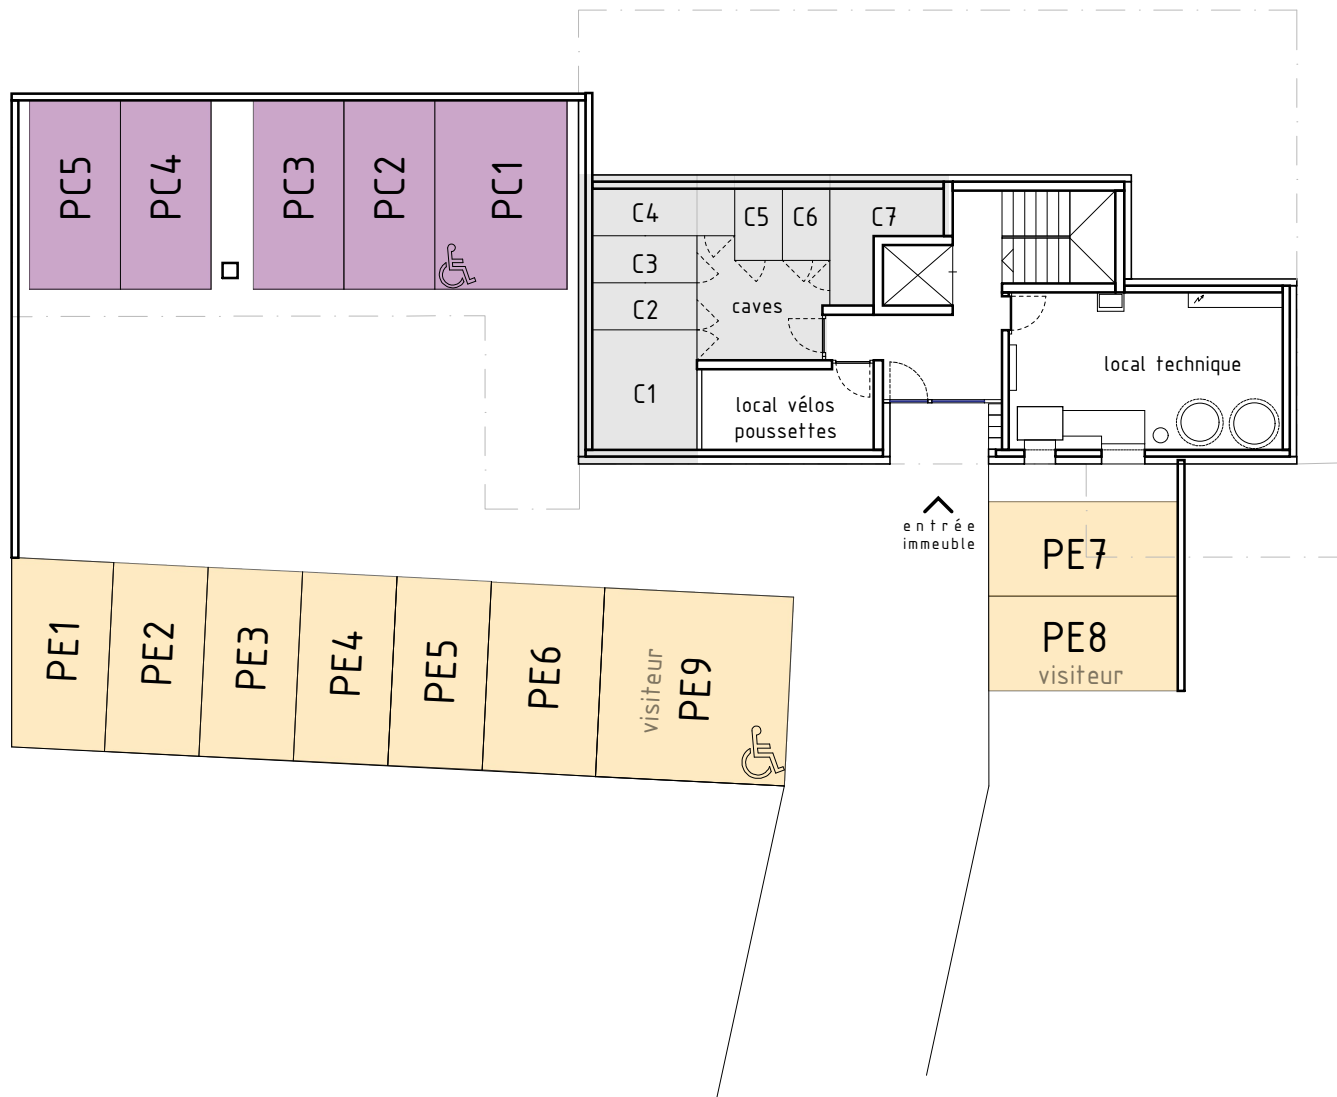 PC5
PC4
PC3
PC2
PC1
C4
C5
C6
C7
C3
C2
caves
C1
local vélos
poussettes
local technique
entrée
immeuble
PE7
PE8
visiteur
PE1
PE2
PE3
PE4
PE5
PE6
visiteur
PE9